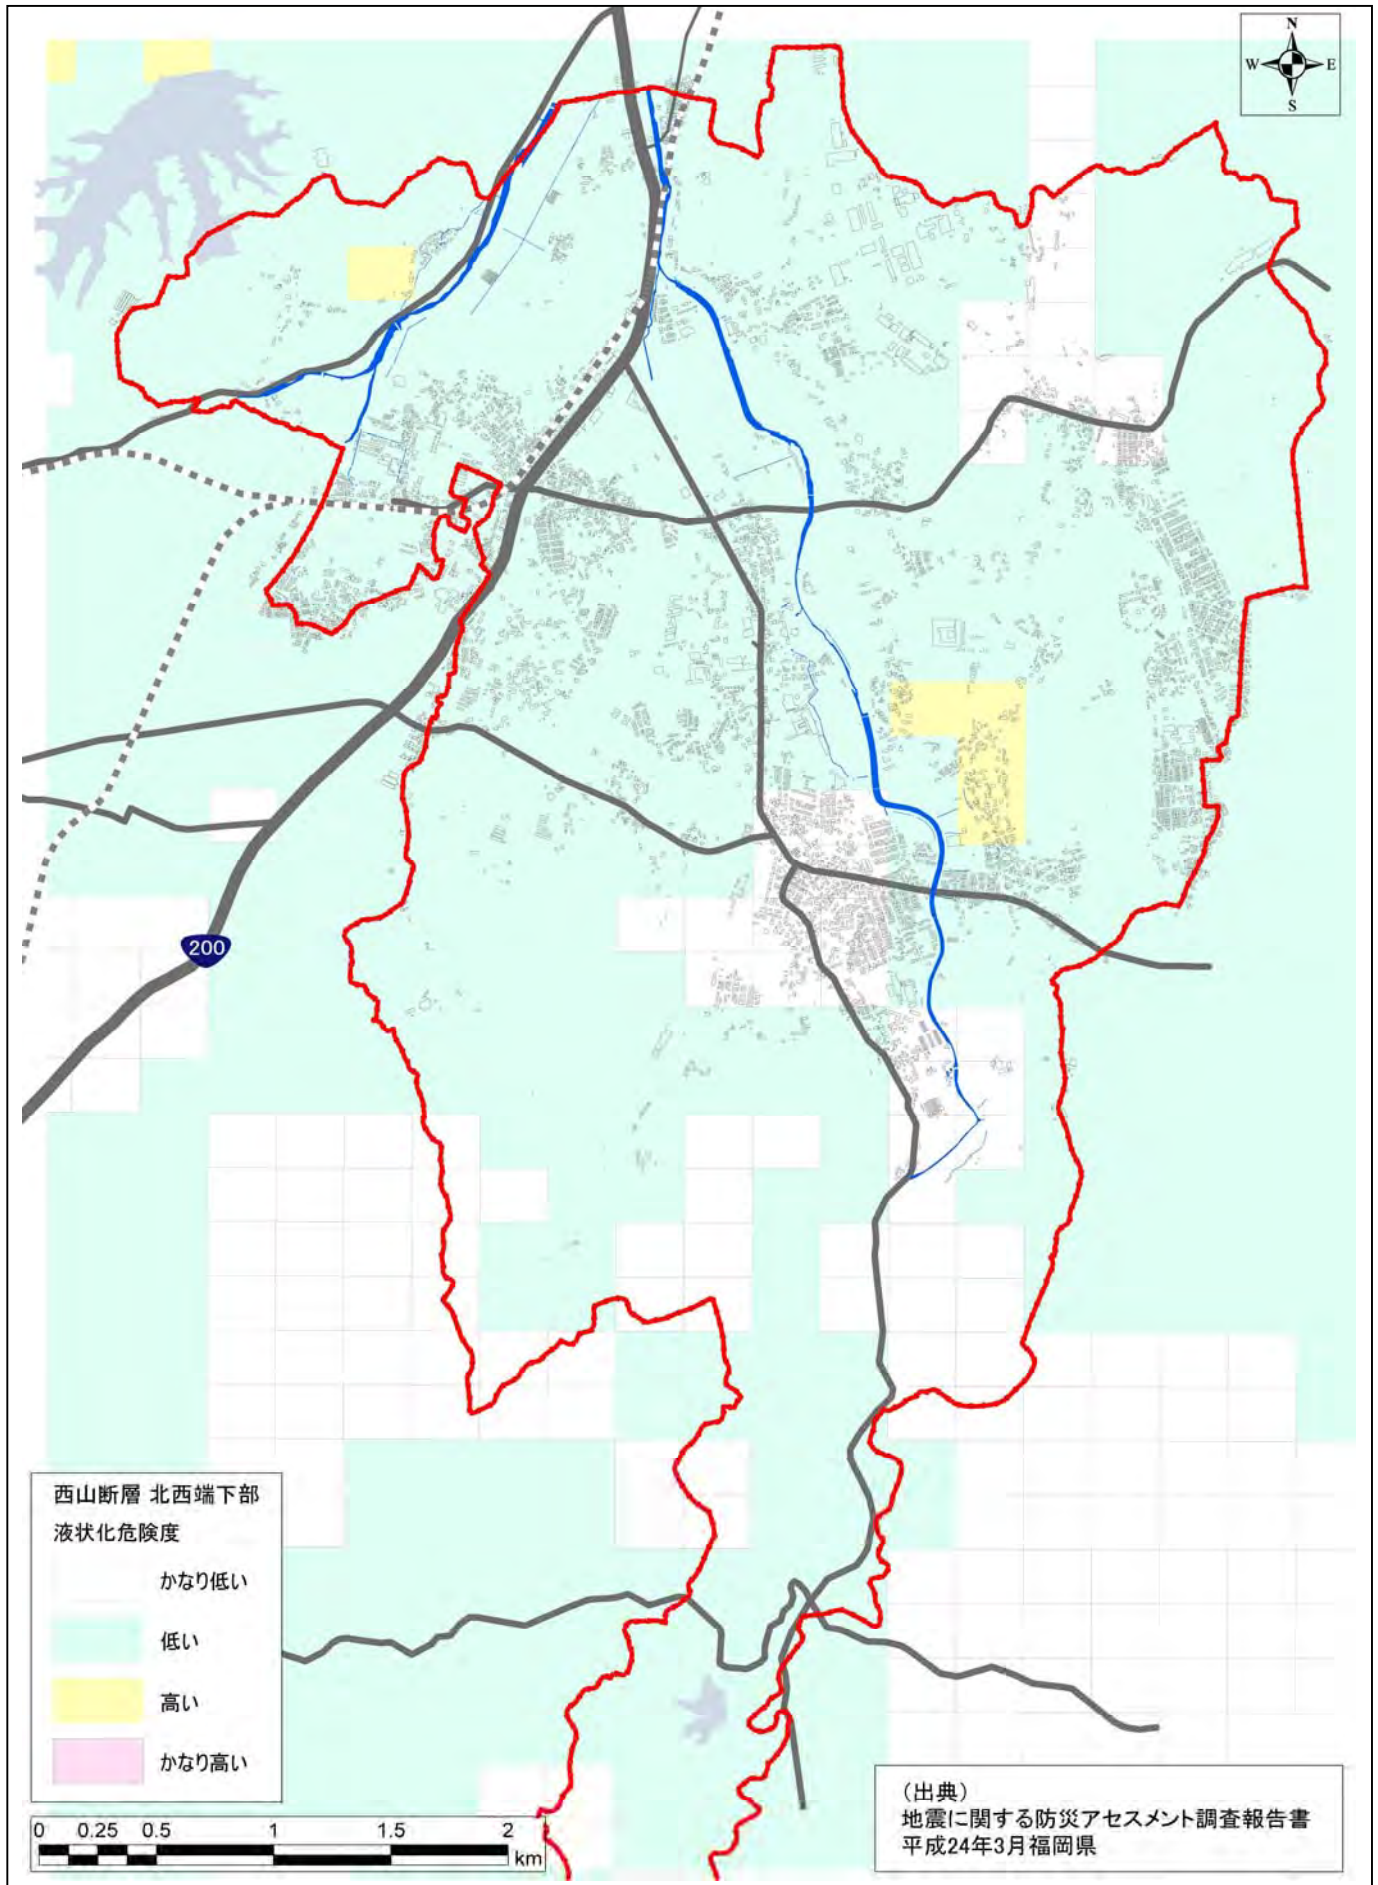 N
W E
S
200
西山断層 北西端下部
液状化危険度
かなり低い
低い
高い
かなり高い
0 0.25 0.5 1 1.5 2
km
（出典）
地震に関する防災アセスメント調査報告書
平成24年3月福岡県